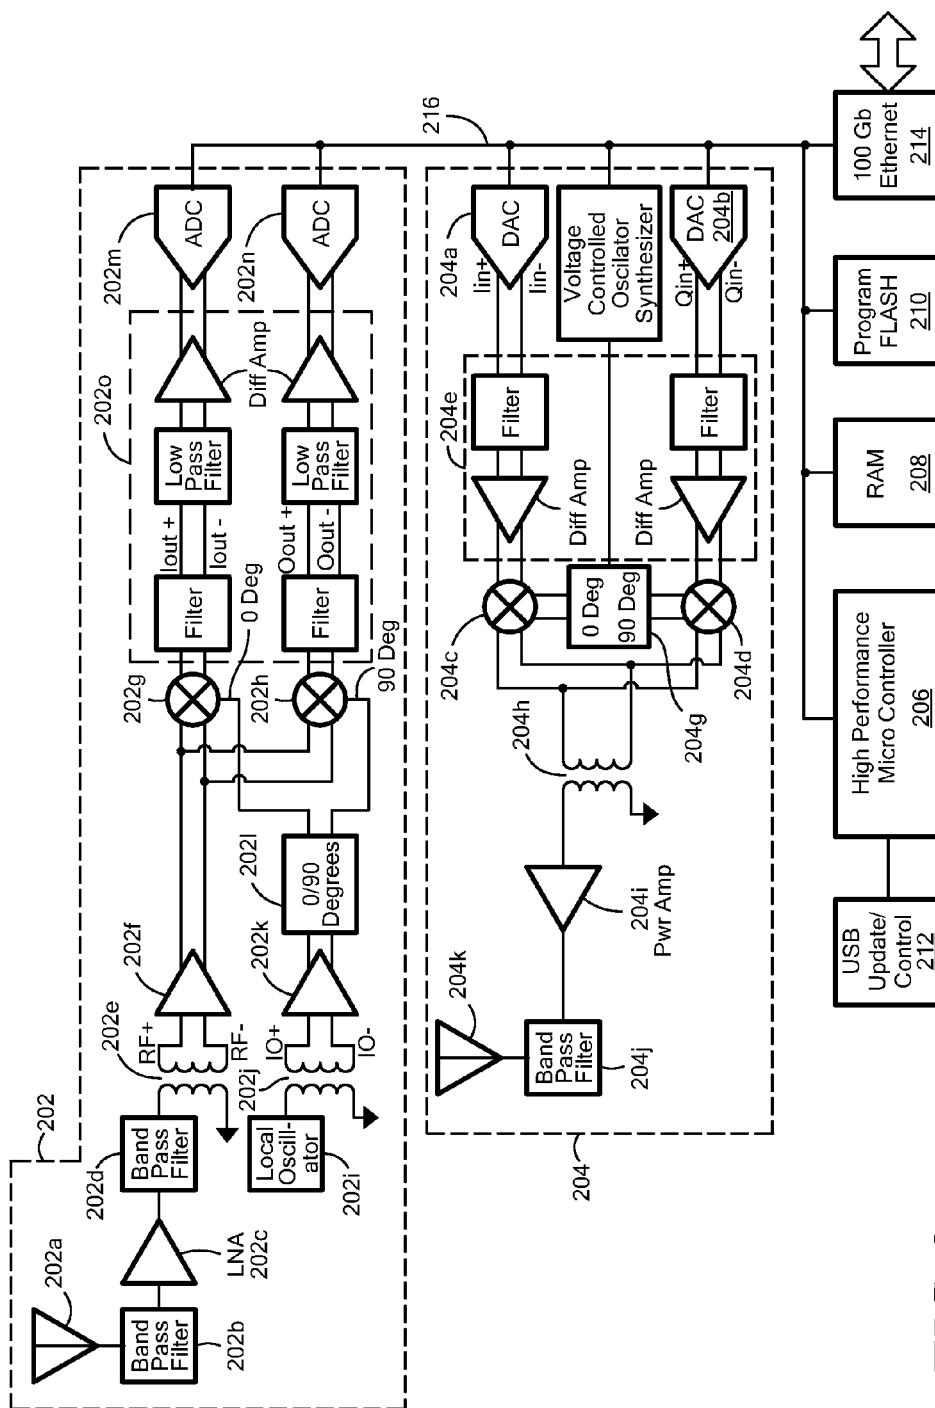 202
202a
Band
Pass
Filter
202b
LNA
202c
Band
Pass
Filter
202d
202e
RF+
RF-
202f
Local
Oscill-
ator
202i
202j
IO+
IO-
202k
0/90
Degrees
202l
202g
202h
0 Deg
90 Deg
202o
Filter
Iout +
Iout -
Low
Pass
Filter
Filter
Oout +
Oout -
Low
Pass
Filter
Diff Amp
202m
ADC
202n
ADC
216
204
204k
Band
Pass
Filter
204j
204i
Pwr Amp
204h
204g
204c
204d
0 Deg
90 Deg
204e
Diff Amp
Diff Amp
Filter
Filter
204a
Iin+
Iin-
DAC
Voltage
Controlled
Oscilator
Synthesizer
Qin+
Qin-
DAC
204b
USB
Update/
Control
212
High Performance
Micro Controller
206
RAM
208
Program
FLASH
210
100 Gb
Ethernet
214